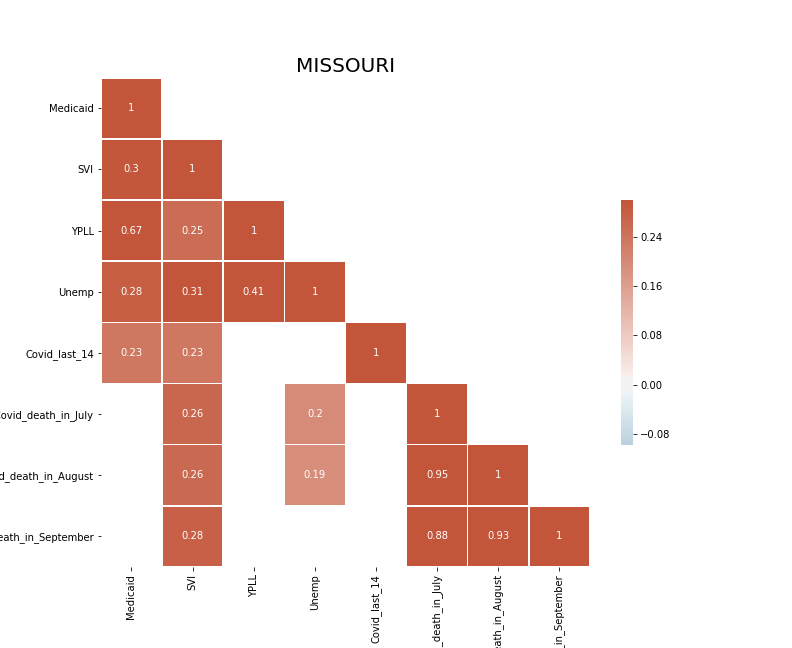 MISSOURI
Medicaid 1
SVI 0.3 1
YPLL 0.67 0.25 1
0.24
Unemp 0.28 0.31 0.41 1
0.16
0.08
Covid_last_14 0.23 0.23 1
0.00
Covid_death_in_July 0.26 0.2 1
−0.08
d_death_in_August 0.26 0.19 0.95 1
eath_in_September 0.28 0.88 0.93 1
Medicaid
SVI
YPLL
Unemp
Covid_last_14
_death_in_July
eath_in_August
_in_September